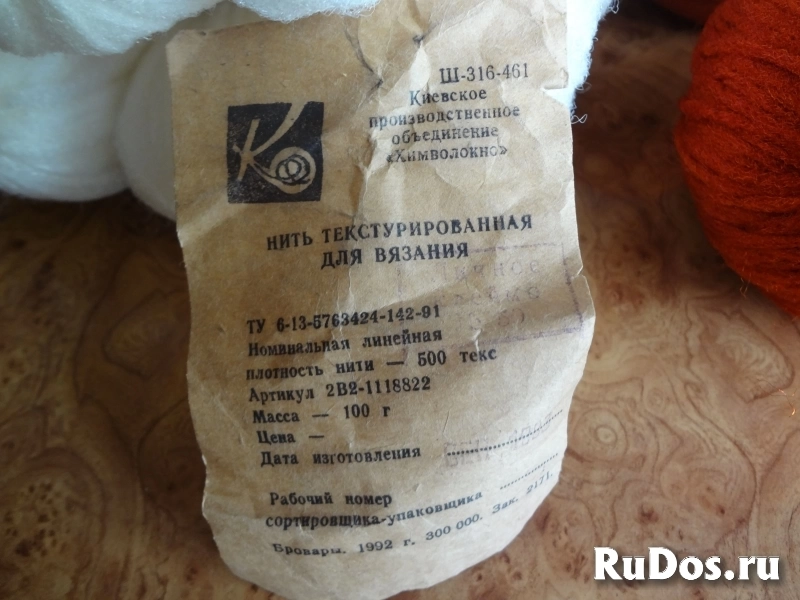 Ш-316-461
Киевское
производственное
объединение
«Химволокно»
НИТЬ ТЕКСТУРИРОВАННАЯ
ДЛЯ ВЯЗАНИЯ
ТУ 6-13-5763424-142-91
Номинальная линейная
плотность нити — 500 текс
Артикул 2В2-1118822
Масса — 100 г
Цена —
Дата изготовления
Рабочий номер
сортировщика-упаковщика
Бровары. 1992 г. 300 000. Зак. 2171.
RuDos.ru